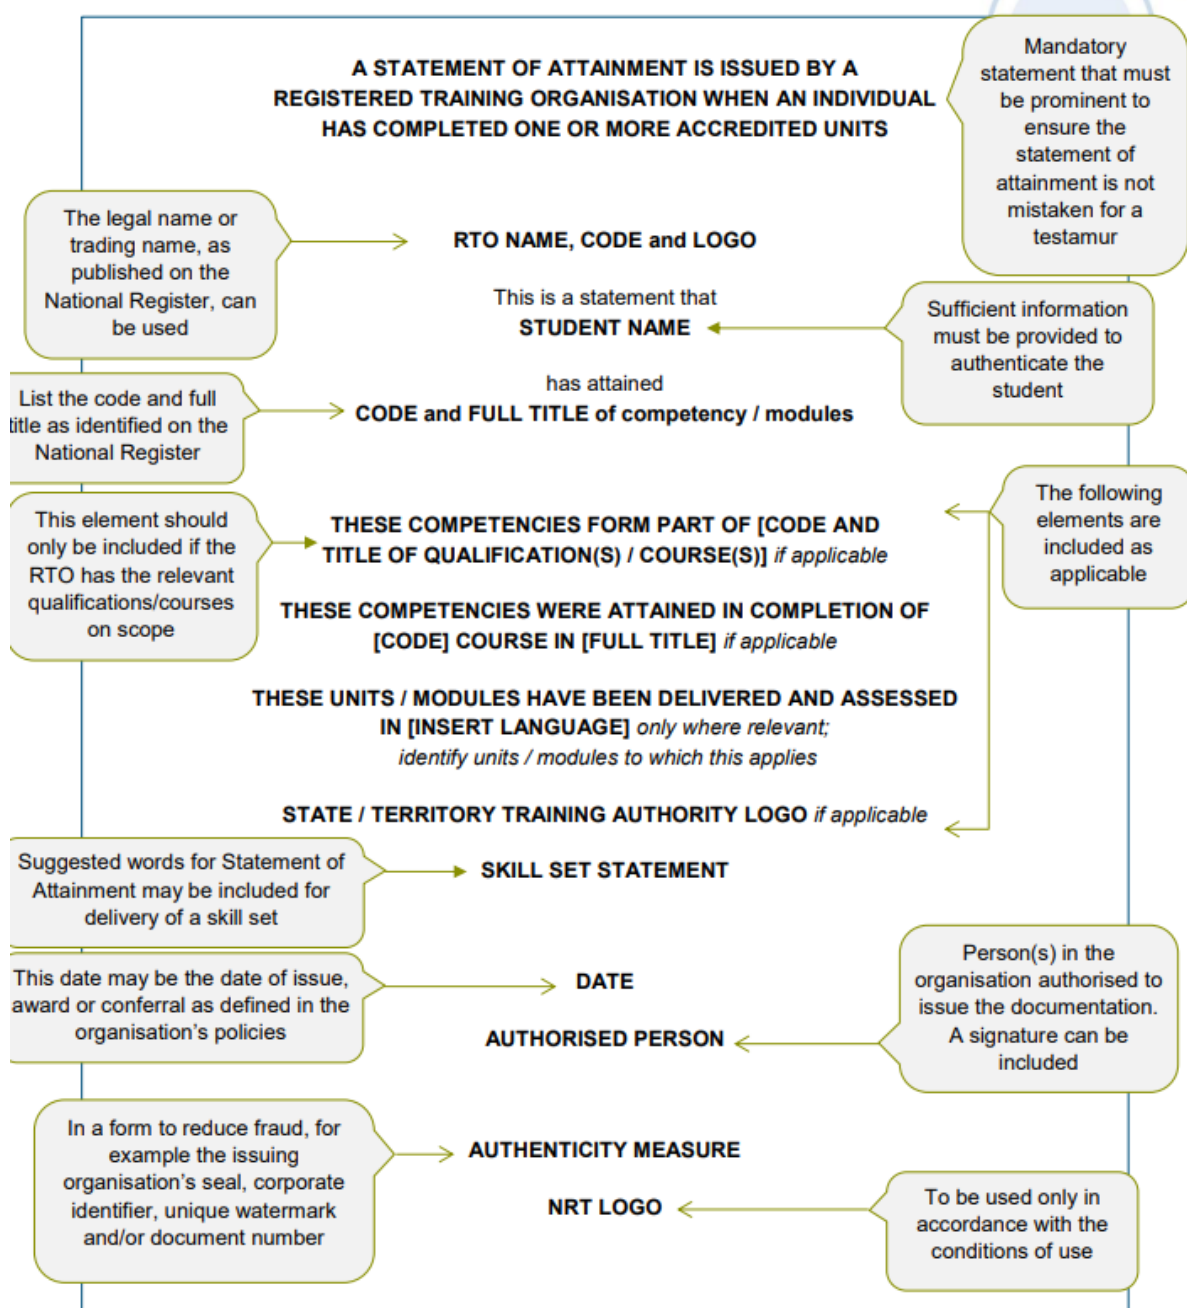 A STATEMENT OF ATTAINMENT IS ISSUED BY A
REGISTERED TRAINING ORGANISATION WHEN AN INDIVIDUAL
HAS COMPLETED ONE OR MORE ACCREDITED UNITS
Mandatory
statement that must
be prominent to
ensure the
statement of
attainment is not
mistaken for a
testamur
The legal name or
trading name, as
published on the
National Register, can
be used
RTO NAME, CODE and LOGO
This is a statement that
STUDENT NAME
Sufficient information
must be provided to
authenticate the
student
List the code and full
title as identified on the
National Register
has attained
CODE and FULL TITLE of competency / modules
This element should
only be included if the
RTO has the relevant
qualifications/courses
on scope
THESE COMPETENCIES FORM PART OF [CODE AND
TITLE OF QUALIFICATION(S) / COURSE(S)] if applicable
The following
elements are
included as
applicable
THESE COMPETENCIES WERE ATTAINED IN COMPLETION OF
[CODE] COURSE IN [FULL TITLE] if applicable
THESE UNITS / MODULES HAVE BEEN DELIVERED AND ASSESSED
IN [INSERT LANGUAGE] only where relevant;
identify units / modules to which this applies
STATE / TERRITORY TRAINING AUTHORITY LOGO if applicable
Suggested words for Statement of
Attainment may be included for
delivery of a skill set
SKILL SET STATEMENT
This date may be the date of issue,
award or conferral as defined in the
organisation's policies
DATE
AUTHORISED PERSON
Person(s) in the
organisation authorised to
issue the documentation.
A signature can be
included
In a form to reduce fraud, for
example the issuing
organisation's seal, corporate
identifier, unique watermark
and/or document number
AUTHENTICITY MEASURE
NRT LOGO
To be used only in
accordance with the
conditions of use